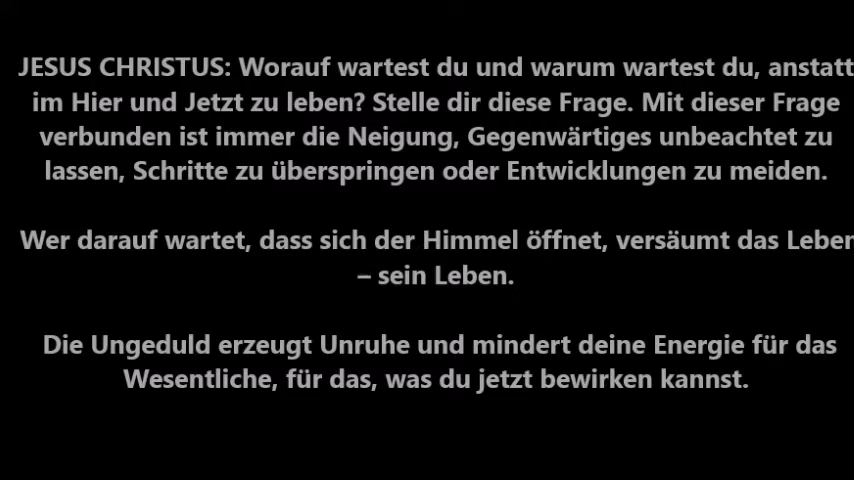 JESUS CHRISTUS: Worauf wartest du und warum wartest du, anstatt
im Hier und Jetzt zu leben? Stelle dir diese Frage. Mit dieser Frage
verbunden ist immer die Neigung, Gegenwärtiges unbeachtet zu
lassen, Schritte zu überspringen oder Entwicklungen zu meiden.
Wer darauf wartet, dass sich der Himmel öffnet, versäumt das Leben
– sein Leben.
Die Ungeduld erzeugt Unruhe und mindert deine Energie für das
Wesentliche, für das, was du jetzt bewirken kannst.